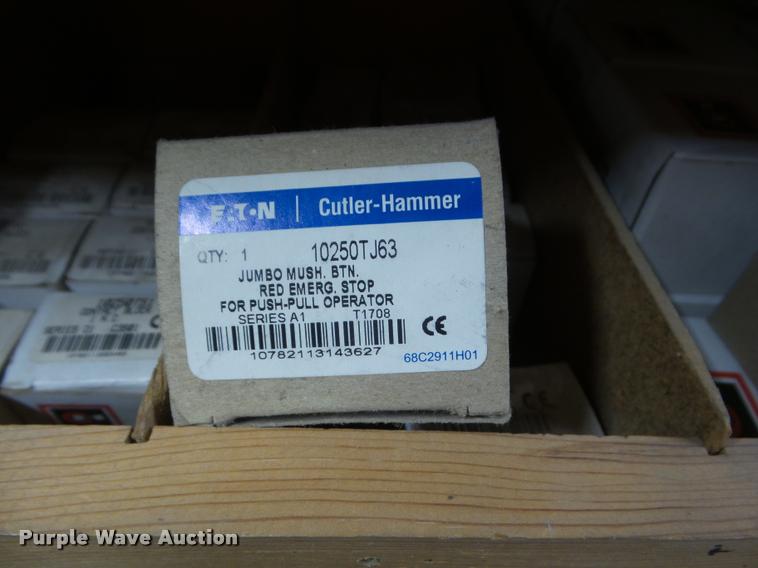 E·T·N | Cutler-Hammer
QTY: 1 10250TJ63
JUMBO MUSH. BTN.
RED EMERG. STOP
FOR PUSH-PULL OPERATOR
SERIES A1 T1708
CE
10782113143627
68C2911H01
Purple Wave Auction